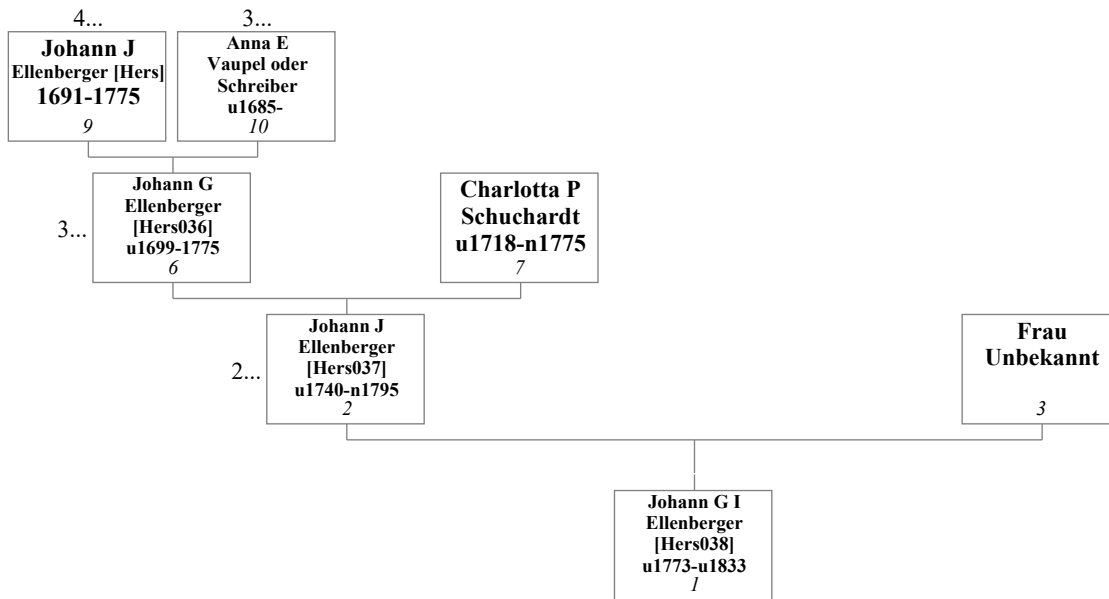 4...
3...
Johann J
Ellenberger [Hers]
1691-1775
9
Anna E
Vaupel oder
Schreiber
u1685-
10
3...
Johann G
Ellenberger
[Hers036]
u1699-1775
6
Charlotta P
Schuchardt
u1718-n1775
7
2...
Johann J
Ellenberger
[Hers037]
u1740-n1795
2
Frau
Unbekannt
3
Johann G I
Ellenberger
[Hers038]
u1773-u1833
1